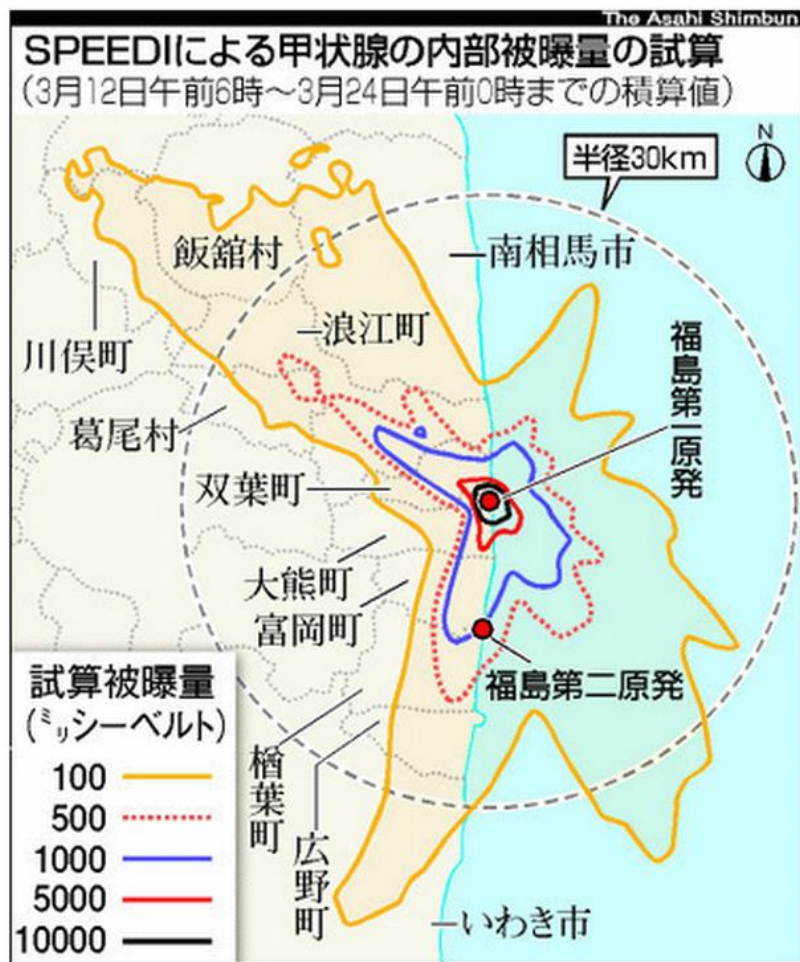 The Asahi Shimbun
SPEEDIによる甲状腺の内部被曝量の試算
(3月12日午前6時〜3月24日午前0時までの積算値)
N
半径30km
飯舘村
南相馬市
浪江町
川俣町
福島第一原発
葛尾村
双葉町
大熊町
富岡町
福島第二原発
試算被曝量
(ミリシーベルト)
100
500
1000
5000
10000
楢葉町
広野町
いわき市